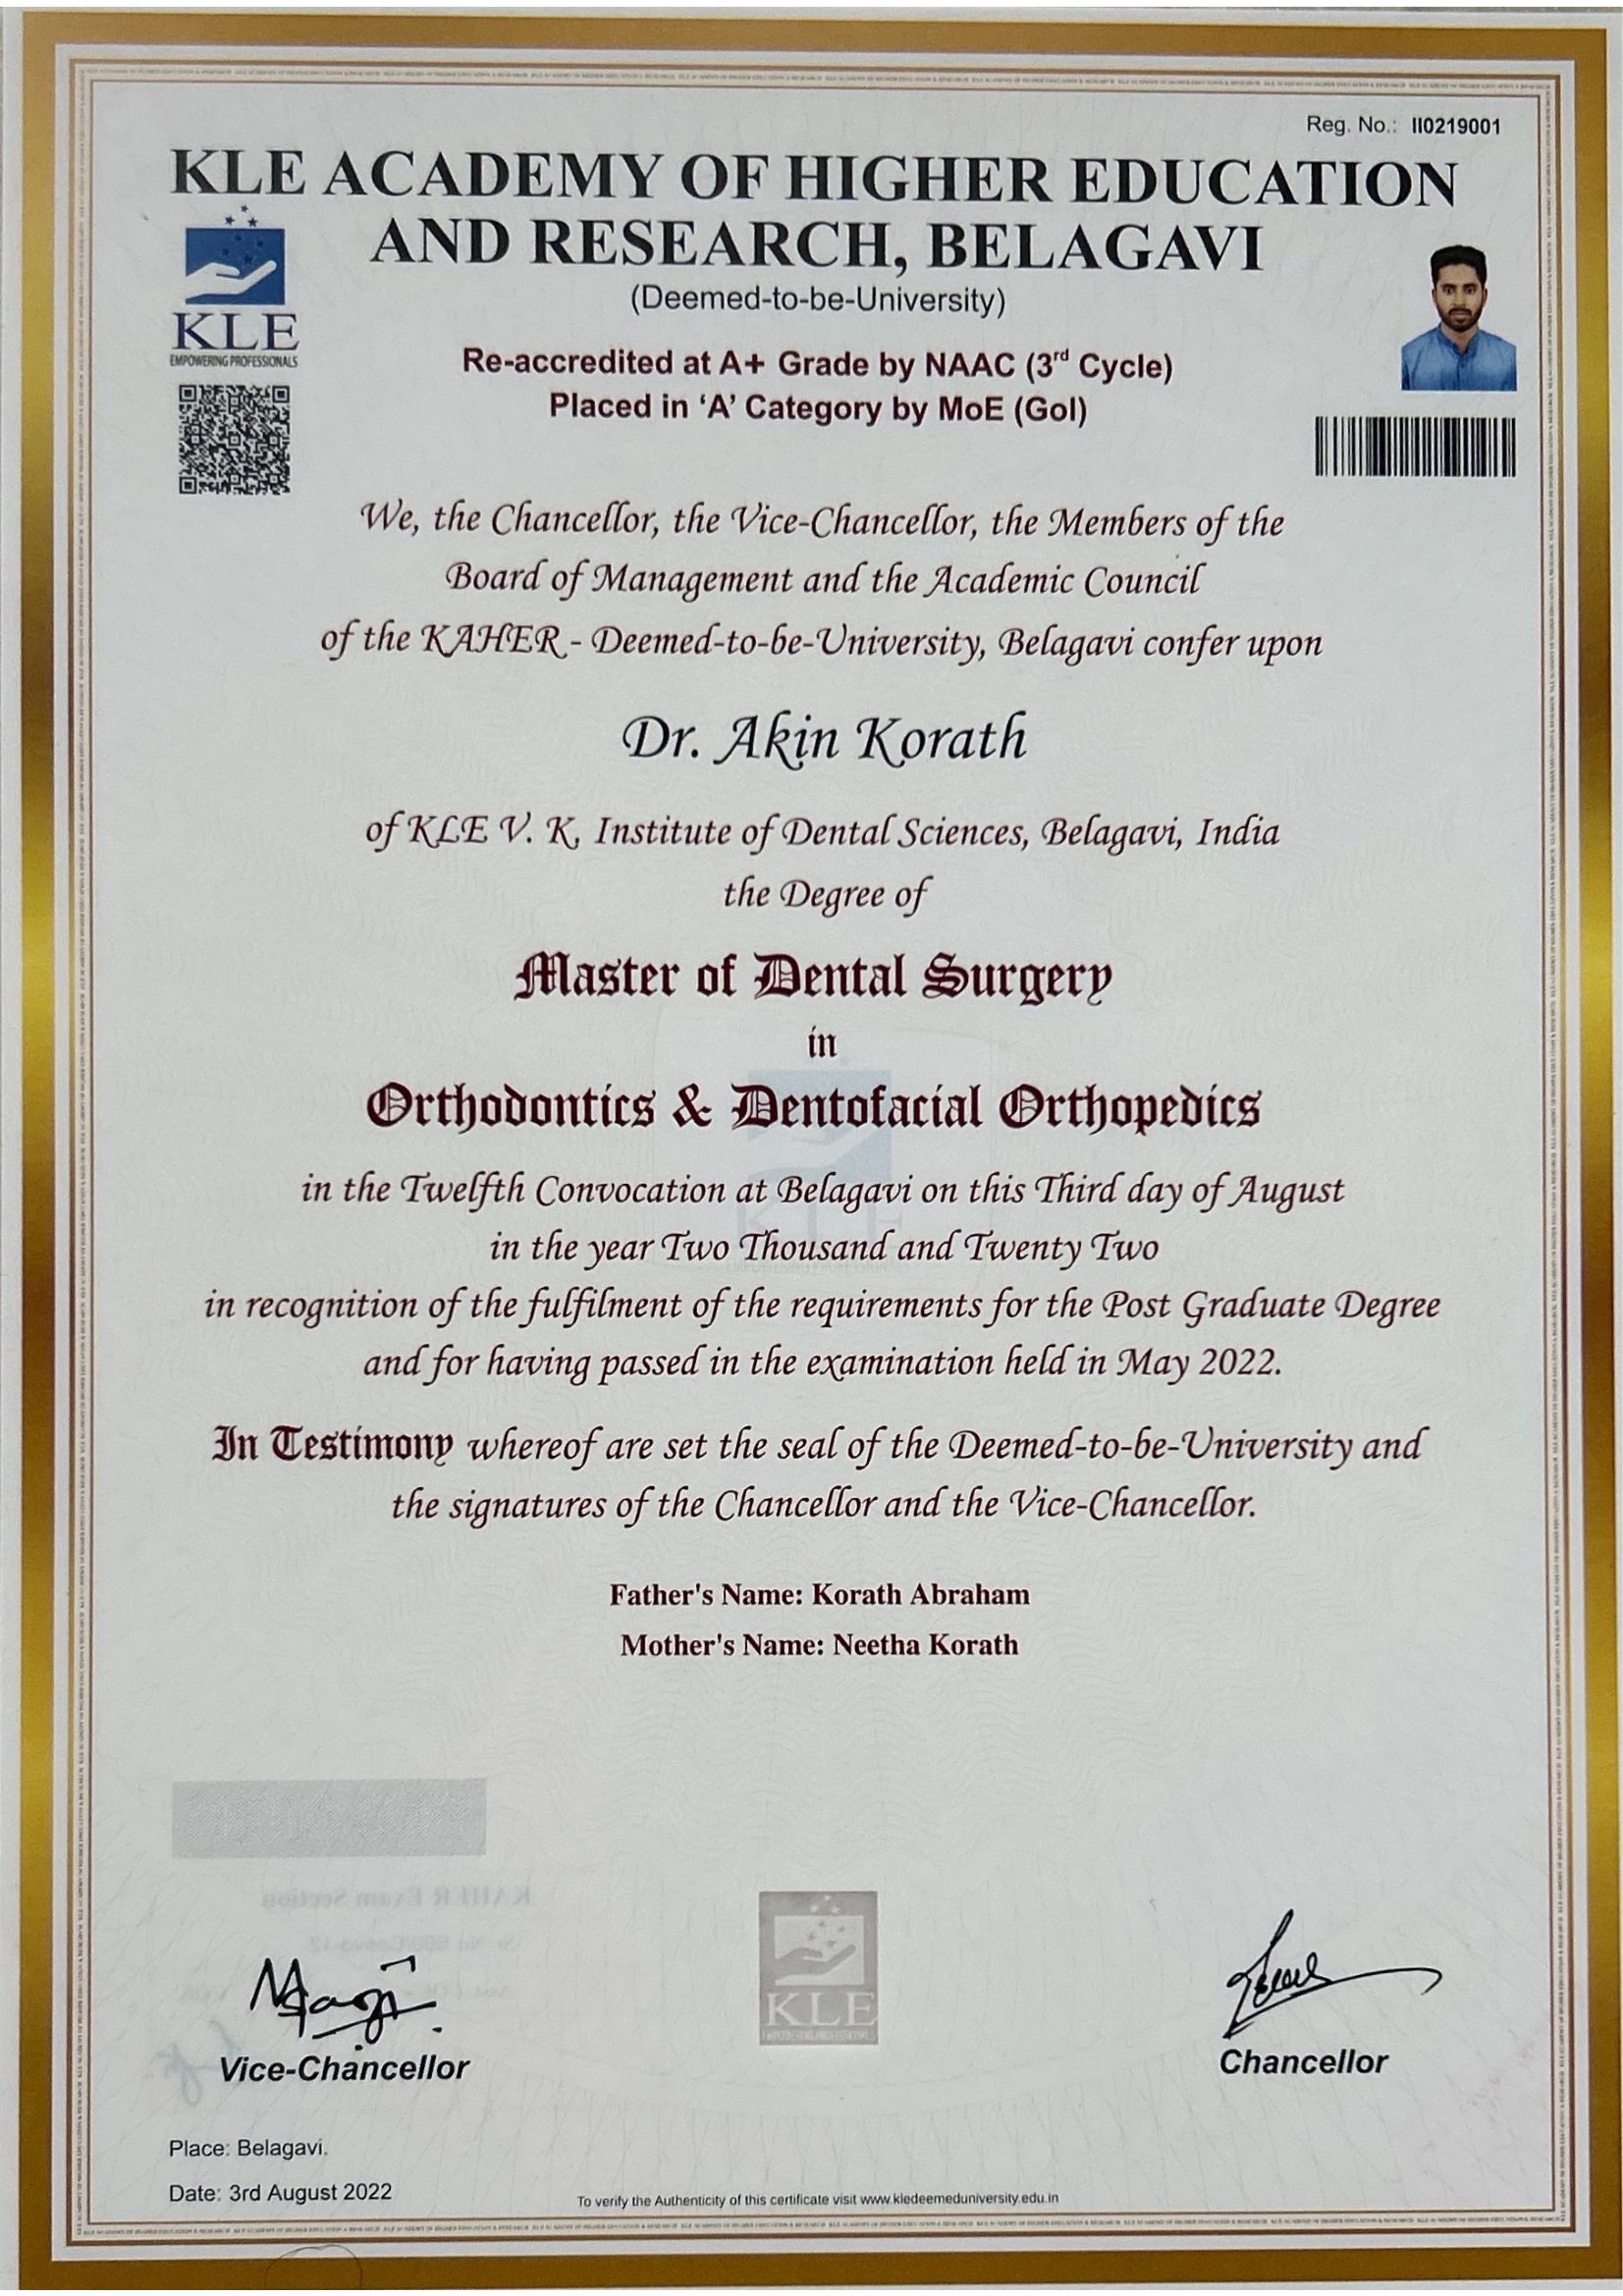 Reg. No.: II0219001
KLE ACADEMY OF HIGHER EDUCATION
AND RESEARCH, BELAGAVI
(Deemed-to-be-University)
KLE
EMPOWERING PROFESSIONALS
Re-accredited at A+ Grade by NAAC (3rd Cycle)
Placed in ‘A’ Category by MoE (GoI)
We, the Chancellor, the Vice-Chancellor, the Members of the
Board of Management and the Academic Council
of the KAHER - Deemed-to-be-University, Belagavi confer upon
Dr. Akin Korath
of KLE V. K. Institute of Dental Sciences, Belagavi, India
the Degree of
Master of Dental Surgery
in
Orthodontics & Dentofacial Orthopedics
in the Twelfth Convocation at Belagavi on this Third day of August
in the year Two Thousand and Twenty Two
in recognition of the fulfilment of the requirements for the Post Graduate Degree
and for having passed in the examination held in May 2022.
In Testimony whereof are set the seal of the Deemed-to-be-University and
the signatures of the Chancellor and the Vice-Chancellor.
Father's Name: Korath Abraham
Mother's Name: Neetha Korath
KAHER Exam Section
KLE
EMPOWERING PROFESSIONALS
Vice-Chancellor
Chancellor
Place: Belagavi.
Date: 3rd August 2022
To verify the Authenticity of this certificate visit www.kledeemeduniversity.edu.in